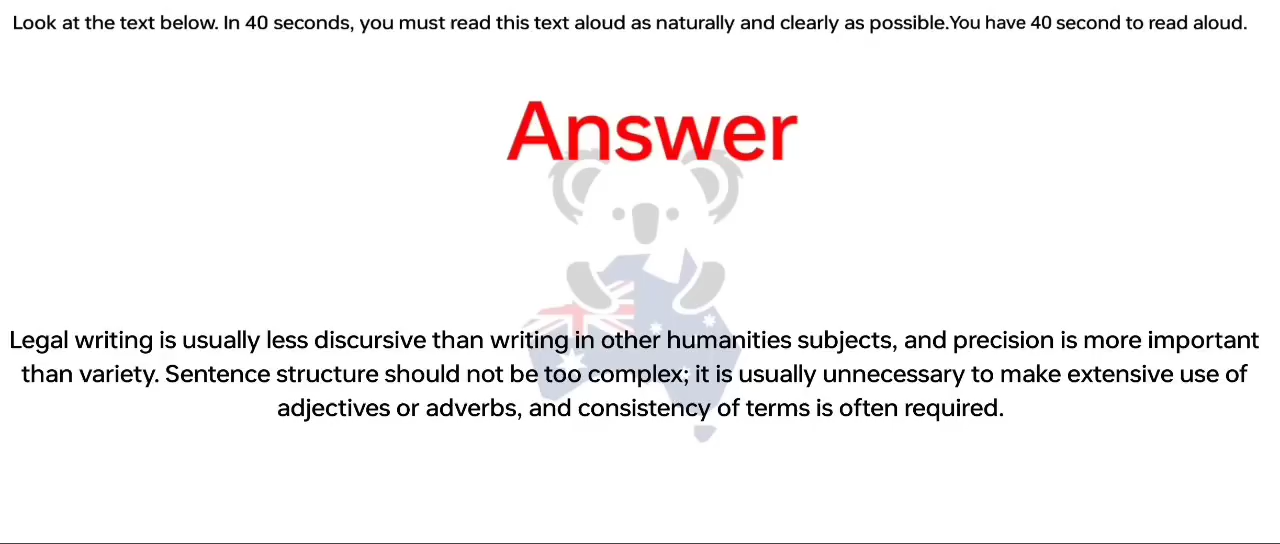 Look at the text below. In 40 seconds, you must read this text aloud as naturally and clearly as possible.You have 40 second to read aloud.
Answer
Legal writing is usually less discursive than writing in other humanities subjects, and precision is more important
than variety. Sentence structure should not be too complex; it is usually unnecessary to make extensive use of
adjectives or adverbs, and consistency of terms is often required.